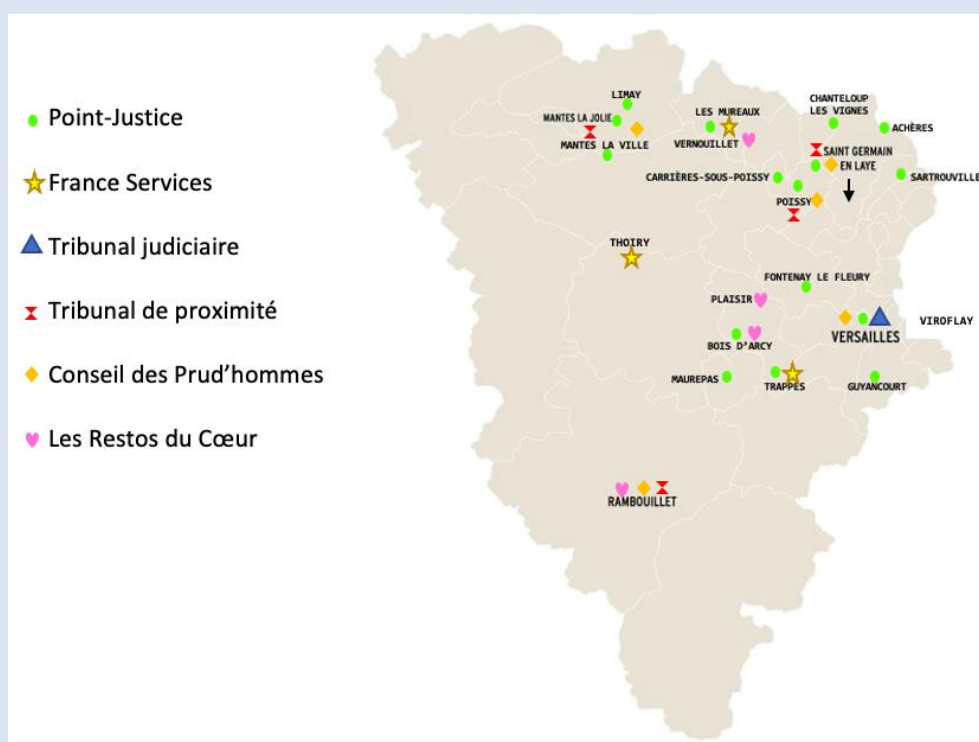 Point-Justice
France Services
Tribunal judiciaire
Tribunal de proximité
Conseil des Prud'hommes
Les Restos du Cœur
LIMAY
MANTES LA JOLIE
MANTES LA VILLE
LES MUREAUX
VERNOUILLET
CHANTELOUP
LES VIGNES
ACHÈRES
SAINT GERMAIN
EN LAYE
CARRIÈRES-SOUS-POISSY
SARTROUVILLE
POISSY
THOIRY
FONTENAY LE FLEURY
PLAISIR
VIROFLAY
VERSAILLES
BOIS D'ARCY
MAUREPAS
TRAPPES
GUYANCOURT
RAMBOUILLET